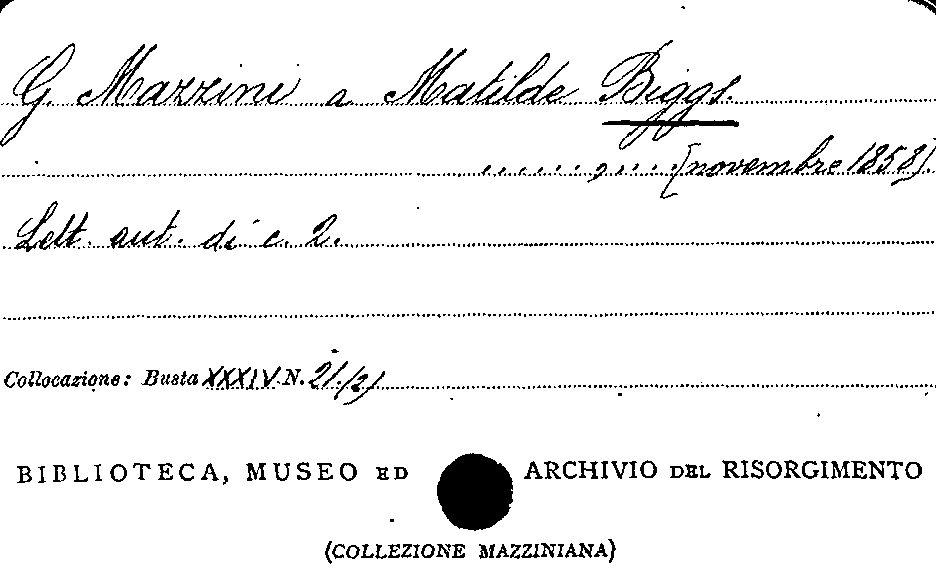 G. Mazzini a Matilde Biggs.
......, .... [novembre 1858].
Lett. aut. di c. 2.
Collocazione: Busta XXXIV N. 21./2)
BIBLIOTECA, MUSEO ED ARCHIVIO DEL RISORGIMENTO
(COLLEZIONE MAZZINIANA)